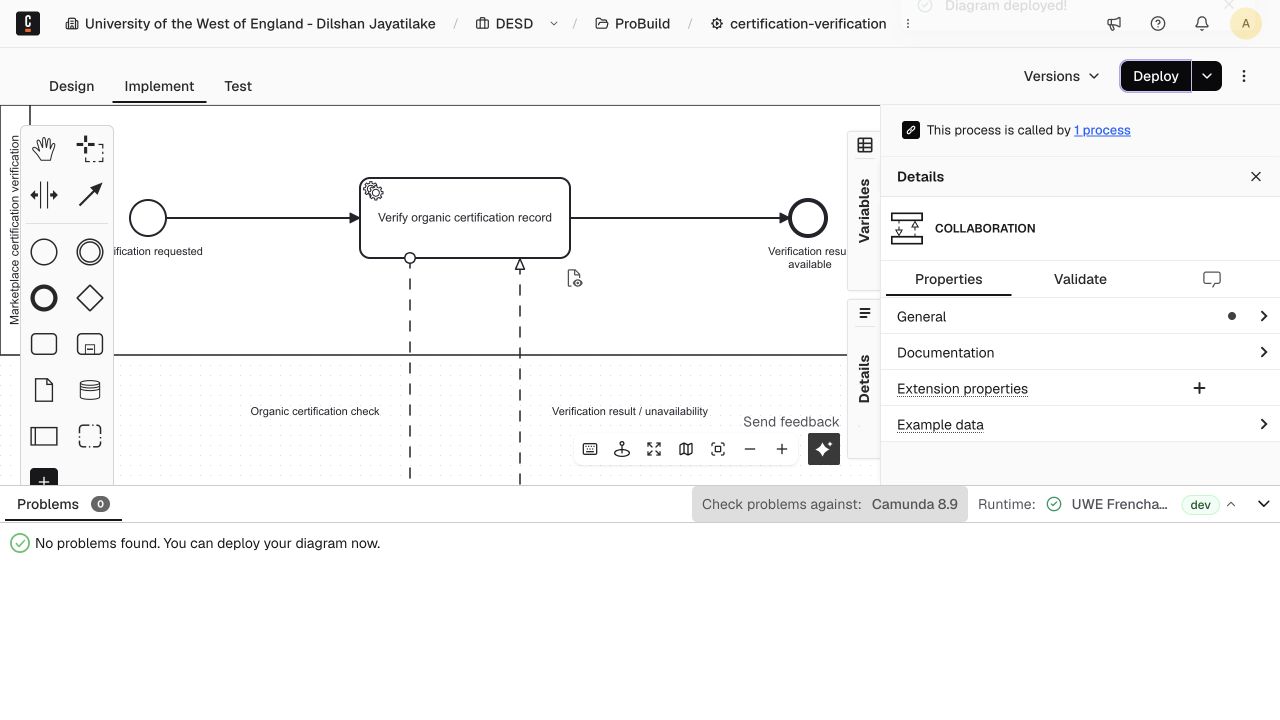 University of the West of England - Dilshan Jayatilake / DESD / ProBuild / certification-verification
Diagram deployed!
A
Design Implement Test
Versions Deploy
This process is called by 1 process
Details
COLLABORATION
Properties Validate
General
Documentation
Extension properties
Example data
Marketplace certification verification
ification requested
Verify organic certification record
Verification resu
available
Variables
Details
Organic certification check
Verification result / unavailability
Send feedback
Problems 0
Check problems against: Camunda 8.9
Runtime: UWE Frencha... dev
No problems found. You can deploy your diagram now.